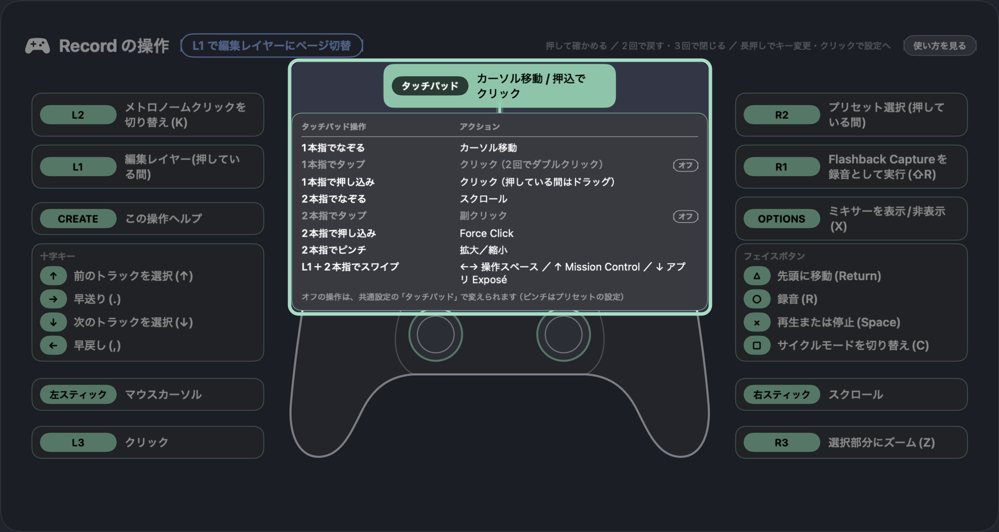 Record の操作
L1 で編集レイヤーにページ切替
押して確かめる ／ 2回で戻す・3回で閉じる ／ 長押しでキー変更・クリックで設定へ
使い方を見る
タッチパッド
カーソル移動 / 押込で
クリック
タッチパッド操作 アクション
1本指でなぞる カーソル移動
1本指でタップ クリック（2回でダブルクリック） オフ
1本指で押し込み クリック（押している間はドラッグ）
2本指でなぞる スクロール
2本指でタップ 副クリック オフ
2本指で押し込み Force Click
2本指でピンチ 拡大／縮小
L1＋2本指でスワイプ ←→ 操作スペース ／ ↑ Mission Control ／ ↓ アプ
リ Exposé
オフの操作は、共通設定の「タッチパッド」で変えられます（ピンチはプリセットの設定）
L2 メトロノームクリックを
切り替え (K)
L1 編集レイヤー(押してい
る間)
CREATE この操作ヘルプ
十字キー
↑ 前のトラックを選択 (↑)
→ 早送り (.)
↓ 次のトラックを選択 (↓)
← 早戻し (,)
左スティック マウスカーソル
L3 クリック
R2 プリセット選択 (押して
いる間)
R1 Flashback Capture を
録音として実行 (⇧R)
OPTIONS ミキサーを表示/非表示
(X)
フェイスボタン
△ 先頭に移動 (Return)
○ 録音 (R)
× 再生または停止 (Space)
□ サイクルモードを切り替え (C)
右スティック スクロール
R3 選択部分にズーム (Z)